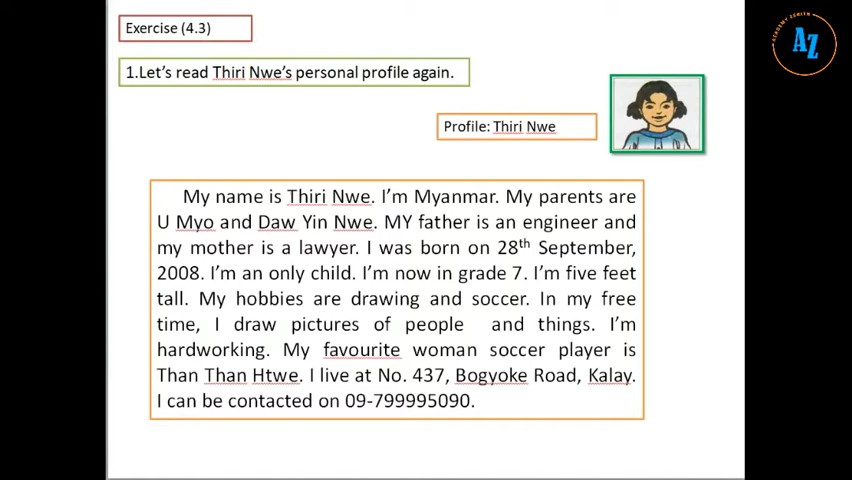 Exercise (4.3)
ACADEMY ZENITH
AZ
1.Let's read Thiri Nwe's personal profile again.
Profile: Thiri Nwe
My name is Thiri Nwe. I'm Myanmar. My parents are
U Myo and Daw Yin Nwe. MY father is an engineer and
my mother is a lawyer. I was born on 28th September,
2008. I'm an only child. I'm now in grade 7. I'm five feet
tall. My hobbies are drawing and soccer. In my free
time, I draw pictures of people and things. I'm
hardworking. My favourite woman soccer player is
Than Than Htwe. I live at No. 437, Bogyoke Road, Kalay.
I can be contacted on 09-799995090.